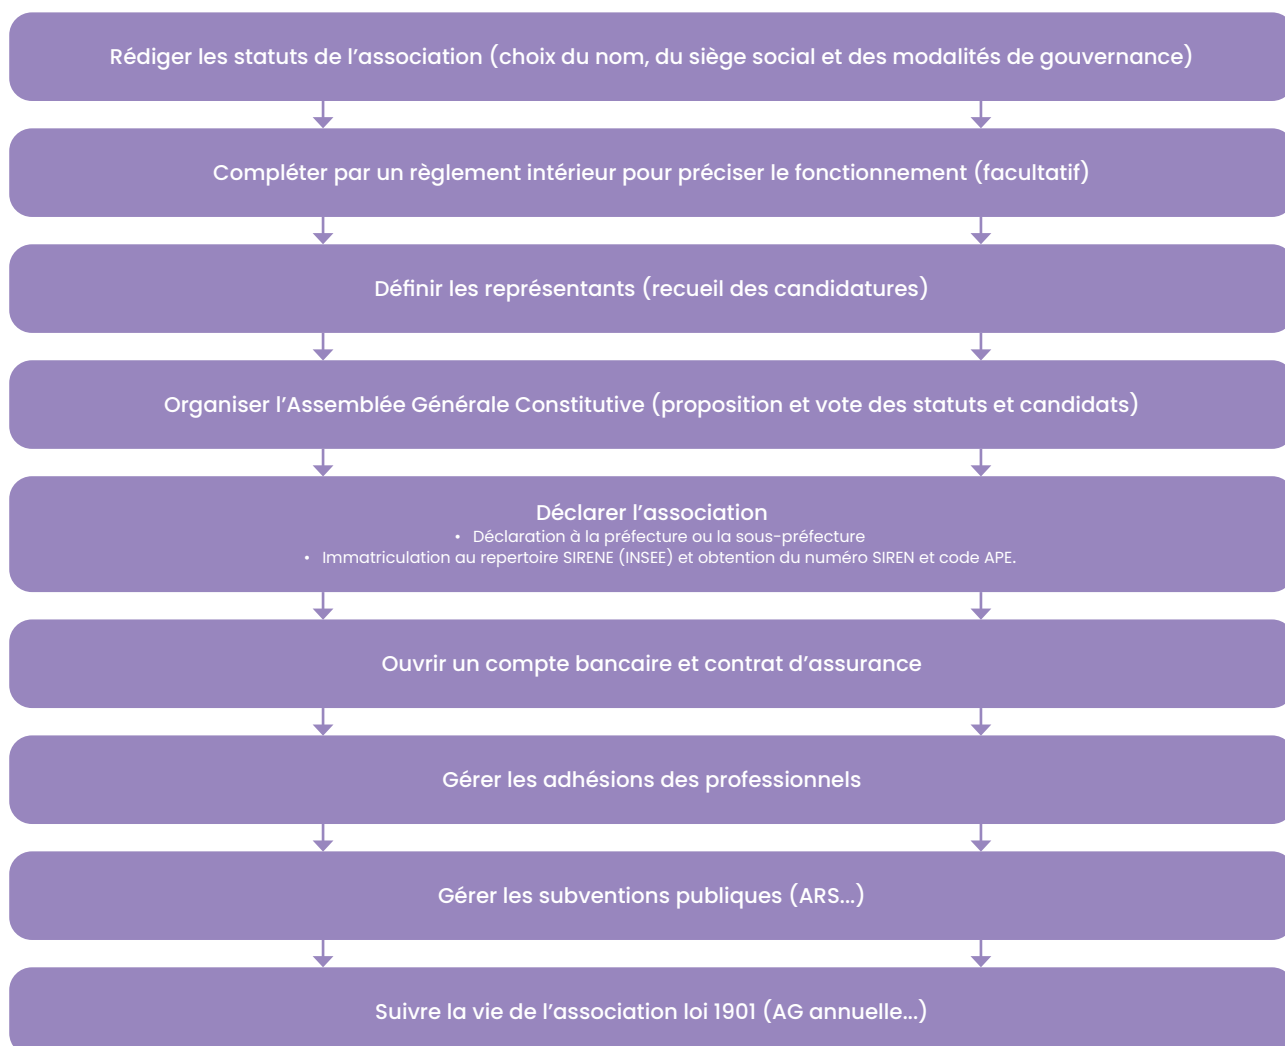 Rédiger les statuts de l’association (choix du nom, du siège social et des modalités de gouvernance)
Compléter par un règlement intérieur pour préciser le fonctionnement (facultatif)
Définir les représentants (recueil des candidatures)
Organiser l’Assemblée Générale Constitutive (proposition et vote des statuts et candidats)
Déclarer l’association
• Déclaration à la préfecture ou la sous-préfecture
• Immatriculation au repertoire SIRENE (INSEE) et obtention du numéro SIREN et code APE.
Ouvrir un compte bancaire et contrat d’assurance
Gérer les adhésions des professionnels
Gérer les subventions publiques (ARS...)
Suivre la vie de l’association loi 1901 (AG annuelle...)